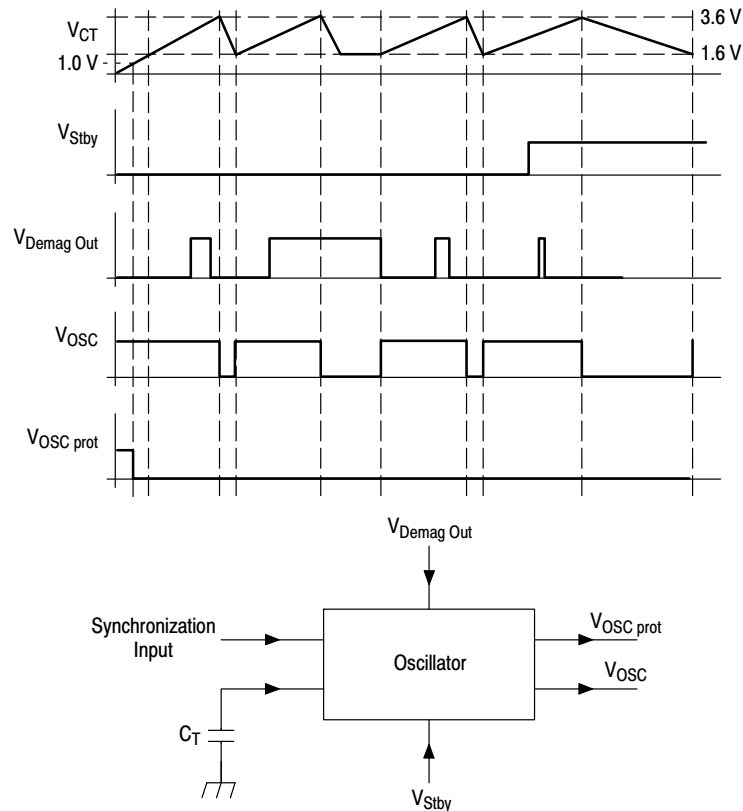 V_CT
3.6 V
1.0 V
1.6 V
V_Stby
V_Demag Out
V_OSC
V_OSC prot
V_Demag Out
Synchronization
Input
Oscillator
V_OSC prot
V_OSC
C_T
V_Stby